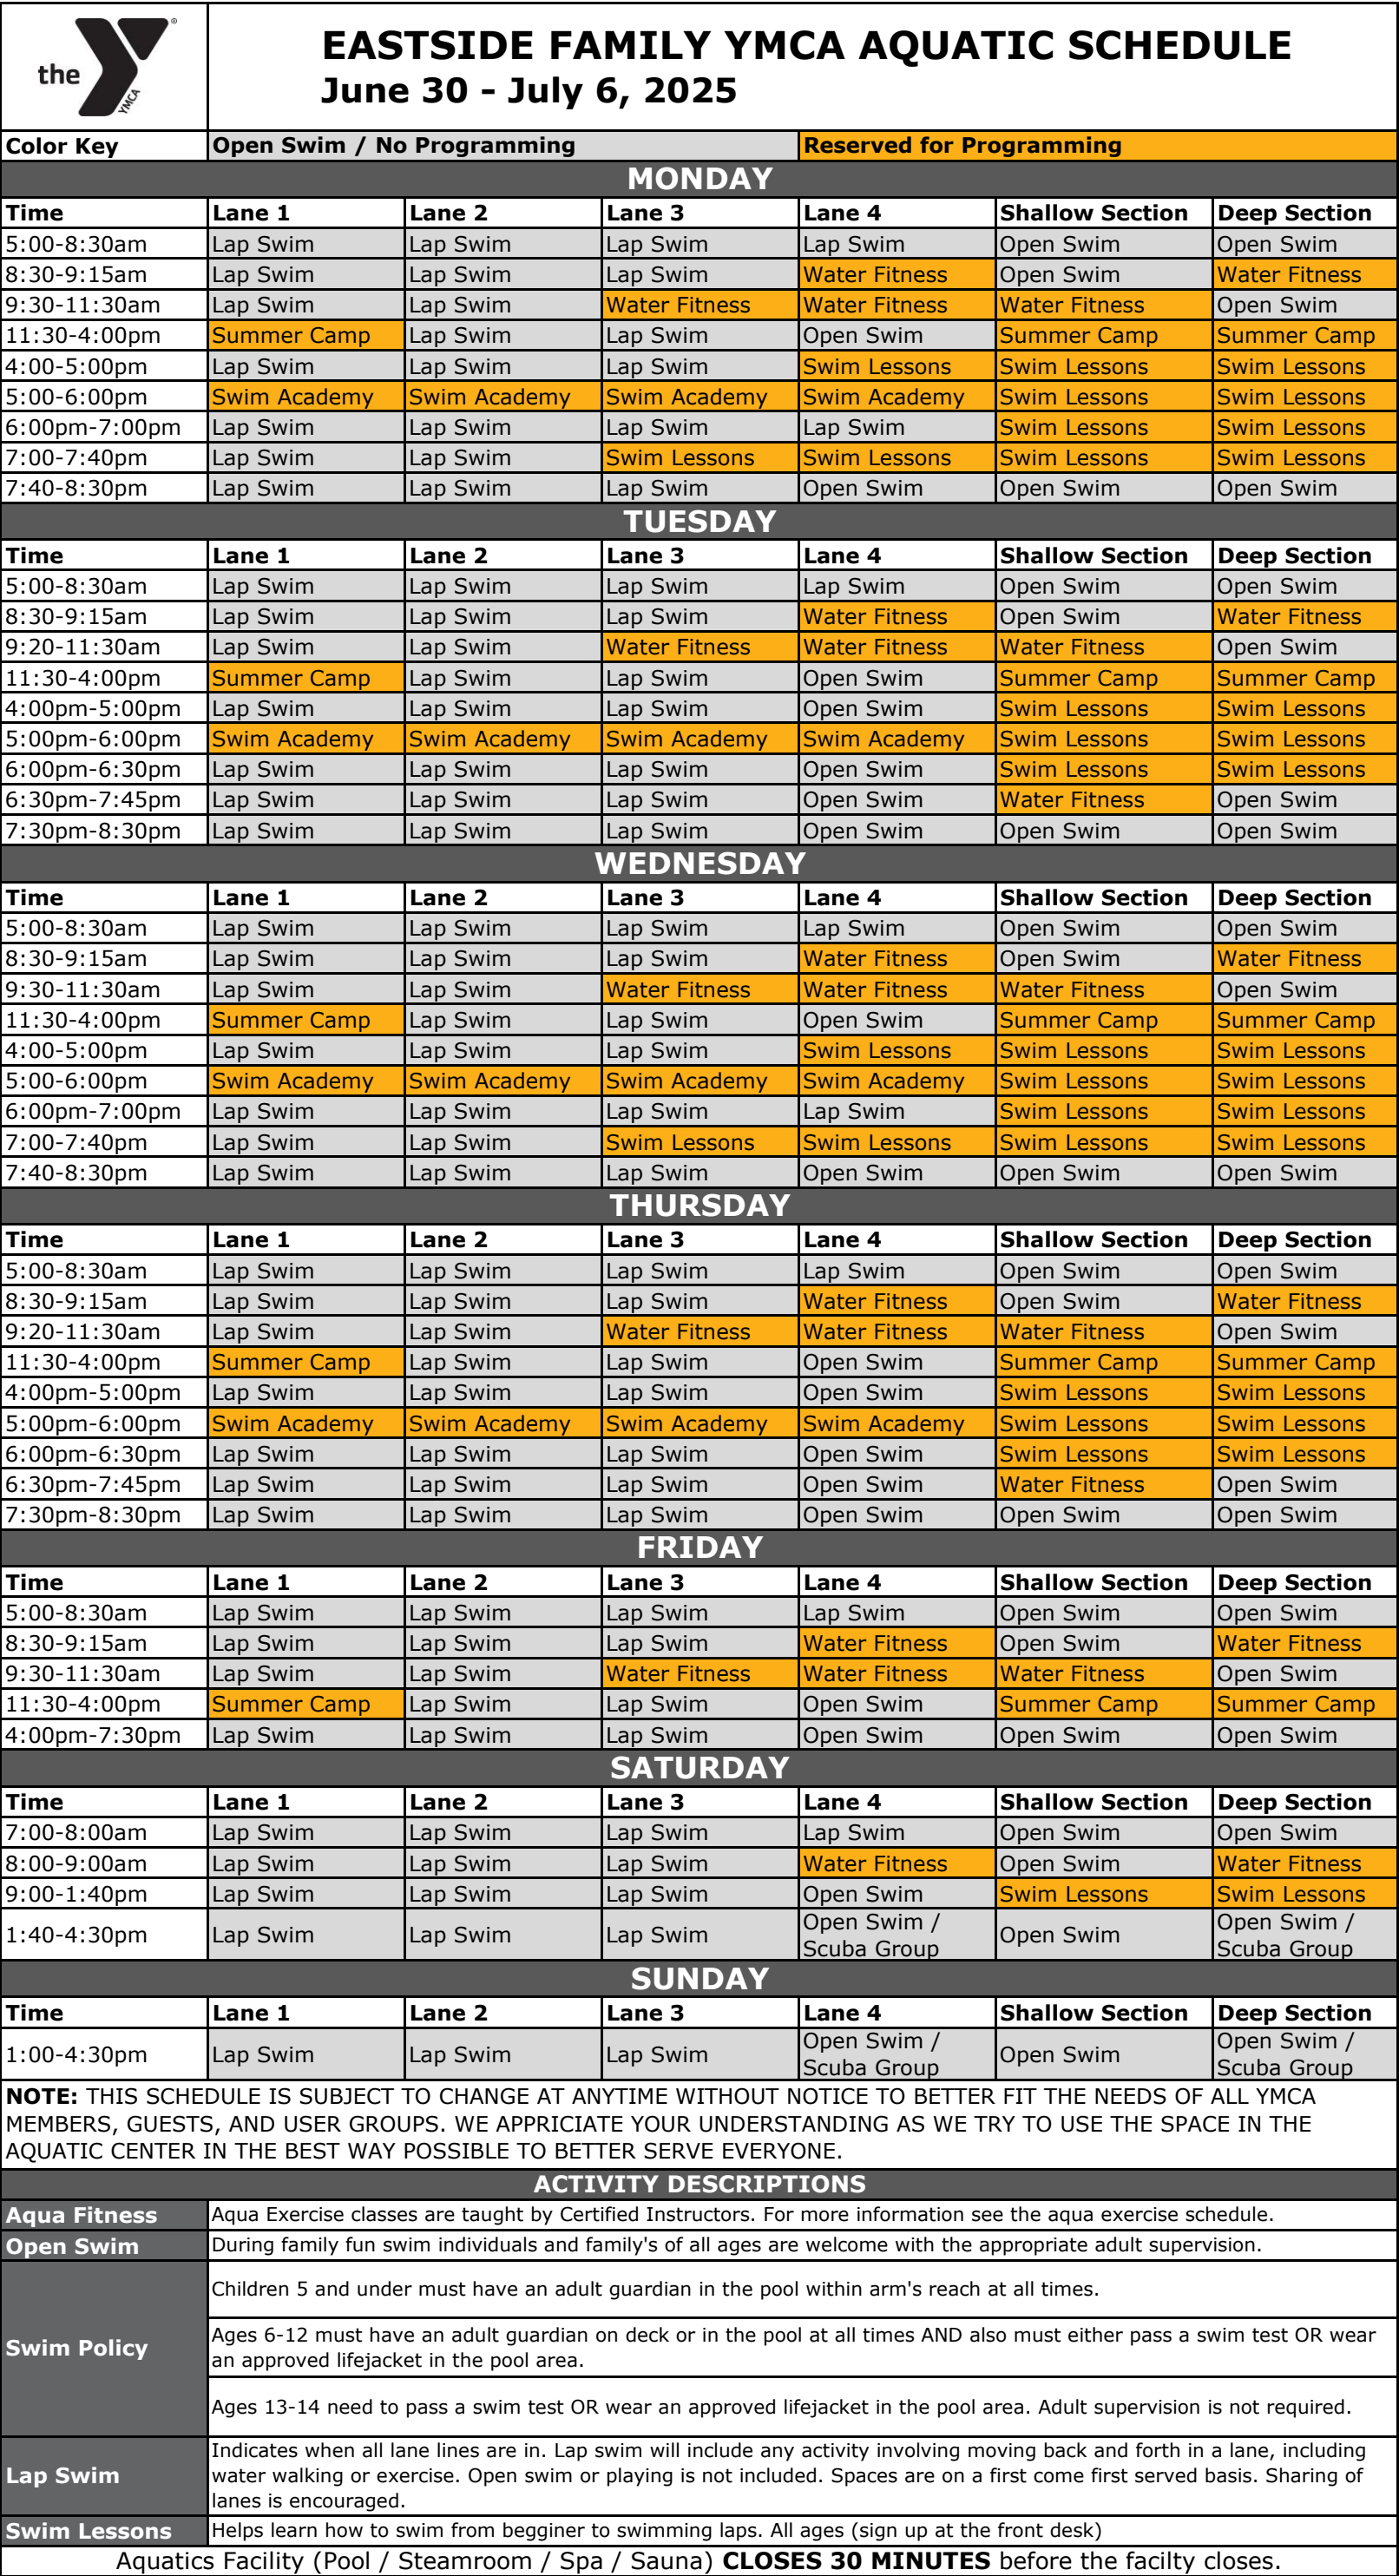 the
YMCA
®
EASTSIDE FAMILY YMCA AQUATIC SCHEDULE
June 30 - July 6, 2025
Color Key Open Swim / No Programming Reserved for Programming
MONDAY
Time Lane 1 Lane 2 Lane 3 Lane 4 Shallow Section Deep Section
5:00-8:30am Lap Swim Lap Swim Lap Swim Lap Swim Open Swim Open Swim
8:30-9:15am Lap Swim Lap Swim Lap Swim Water Fitness Open Swim Water Fitness
9:30-11:30am Lap Swim Lap Swim Water Fitness Water Fitness Water Fitness Open Swim
11:30-4:00pm Summer Camp Lap Swim Lap Swim Open Swim Summer Camp Summer Camp
4:00-5:00pm Lap Swim Lap Swim Lap Swim Swim Lessons Swim Lessons Swim Lessons
5:00-6:00pm Swim Academy Swim Academy Swim Academy Swim Academy Swim Lessons Swim Lessons
6:00pm-7:00pm Lap Swim Lap Swim Lap Swim Lap Swim Swim Lessons Swim Lessons
7:00-7:40pm Lap Swim Lap Swim Swim Lessons Swim Lessons Swim Lessons Swim Lessons
7:40-8:30pm Lap Swim Lap Swim Lap Swim Open Swim Open Swim Open Swim
TUESDAY
Time Lane 1 Lane 2 Lane 3 Lane 4 Shallow Section Deep Section
5:00-8:30am Lap Swim Lap Swim Lap Swim Lap Swim Open Swim Open Swim
8:30-9:15am Lap Swim Lap Swim Lap Swim Water Fitness Open Swim Water Fitness
9:20-11:30am Lap Swim Lap Swim Water Fitness Water Fitness Water Fitness Open Swim
11:30-4:00pm Summer Camp Lap Swim Lap Swim Open Swim Summer Camp Summer Camp
4:00pm-5:00pm Lap Swim Lap Swim Lap Swim Open Swim Swim Lessons Swim Lessons
5:00pm-6:00pm Swim Academy Swim Academy Swim Academy Swim Academy Swim Lessons Swim Lessons
6:00pm-6:30pm Lap Swim Lap Swim Lap Swim Open Swim Swim Lessons Swim Lessons
6:30pm-7:45pm Lap Swim Lap Swim Lap Swim Open Swim Water Fitness Open Swim
7:30pm-8:30pm Lap Swim Lap Swim Lap Swim Open Swim Open Swim Open Swim
WEDNESDAY
Time Lane 1 Lane 2 Lane 3 Lane 4 Shallow Section Deep Section
5:00-8:30am Lap Swim Lap Swim Lap Swim Lap Swim Open Swim Open Swim
8:30-9:15am Lap Swim Lap Swim Lap Swim Water Fitness Open Swim Water Fitness
9:30-11:30am Lap Swim Lap Swim Water Fitness Water Fitness Water Fitness Open Swim
11:30-4:00pm Summer Camp Lap Swim Lap Swim Open Swim Summer Camp Summer Camp
4:00-5:00pm Lap Swim Lap Swim Lap Swim Swim Lessons Swim Lessons Swim Lessons
5:00-6:00pm Swim Academy Swim Academy Swim Academy Swim Academy Swim Lessons Swim Lessons
6:00pm-7:00pm Lap Swim Lap Swim Lap Swim Lap Swim Swim Lessons Swim Lessons
7:00-7:40pm Lap Swim Lap Swim Swim Lessons Swim Lessons Swim Lessons Swim Lessons
7:40-8:30pm Lap Swim Lap Swim Lap Swim Open Swim Open Swim Open Swim
THURSDAY
Time Lane 1 Lane 2 Lane 3 Lane 4 Shallow Section Deep Section
5:00-8:30am Lap Swim Lap Swim Lap Swim Lap Swim Open Swim Open Swim
8:30-9:15am Lap Swim Lap Swim Lap Swim Water Fitness Open Swim Water Fitness
9:20-11:30am Lap Swim Lap Swim Water Fitness Water Fitness Water Fitness Open Swim
11:30-4:00pm Summer Camp Lap Swim Lap Swim Open Swim Summer Camp Summer Camp
4:00pm-5:00pm Lap Swim Lap Swim Lap Swim Open Swim Swim Lessons Swim Lessons
5:00pm-6:00pm Swim Academy Swim Academy Swim Academy Swim Academy Swim Lessons Swim Lessons
6:00pm-6:30pm Lap Swim Lap Swim Lap Swim Open Swim Swim Lessons Swim Lessons
6:30pm-7:45pm Lap Swim Lap Swim Lap Swim Open Swim Water Fitness Open Swim
7:30pm-8:30pm Lap Swim Lap Swim Lap Swim Open Swim Open Swim Open Swim
FRIDAY
Time Lane 1 Lane 2 Lane 3 Lane 4 Shallow Section Deep Section
5:00-8:30am Lap Swim Lap Swim Lap Swim Lap Swim Open Swim Open Swim
8:30-9:15am Lap Swim Lap Swim Lap Swim Water Fitness Open Swim Water Fitness
9:30-11:30am Lap Swim Lap Swim Water Fitness Water Fitness Water Fitness Open Swim
11:30-4:00pm Summer Camp Lap Swim Lap Swim Open Swim Summer Camp Summer Camp
4:00pm-7:30pm Lap Swim Lap Swim Lap Swim Open Swim Open Swim Open Swim
SATURDAY
Time Lane 1 Lane 2 Lane 3 Lane 4 Shallow Section Deep Section
7:00-8:00am Lap Swim Lap Swim Lap Swim Lap Swim Open Swim Open Swim
8:00-9:00am Lap Swim Lap Swim Lap Swim Water Fitness Open Swim Water Fitness
9:00-1:40pm Lap Swim Lap Swim Lap Swim Open Swim Swim Lessons Swim Lessons
1:40-4:30pm Lap Swim Lap Swim Lap Swim Open Swim / Scuba Group Open Swim Open Swim / Scuba Group
SUNDAY
Time Lane 1 Lane 2 Lane 3 Lane 4 Shallow Section Deep Section
1:00-4:30pm Lap Swim Lap Swim Lap Swim Open Swim / Scuba Group Open Swim Open Swim / Scuba Group
NOTE: THIS SCHEDULE IS SUBJECT TO CHANGE AT ANYTIME WITHOUT NOTICE TO BETTER FIT THE NEEDS OF ALL YMCA
MEMBERS, GUESTS, AND USER GROUPS. WE APPRICIATE YOUR UNDERSTANDING AS WE TRY TO USE THE SPACE IN THE
AQUATIC CENTER IN THE BEST WAY POSSIBLE TO BETTER SERVE EVERYONE.
ACTIVITY DESCRIPTIONS
Aqua Fitness Aqua Exercise classes are taught by Certified Instructors. For more information see the aqua exercise schedule.
Open Swim During family fun swim individuals and family's of all ages are welcome with the appropriate adult supervision.
Swim Policy
Children 5 and under must have an adult guardian in the pool within arm's reach at all times.
Ages 6-12 must have an adult guardian on deck or in the pool at all times AND also must either pass a swim test OR wear
an approved lifejacket in the pool area.
Ages 13-14 need to pass a swim test OR wear an approved lifejacket in the pool area. Adult supervision is not required.
Lap Swim
Indicates when all lane lines are in. Lap swim will include any activity involving moving back and forth in a lane, including
water walking or exercise. Open swim or playing is not included. Spaces are on a first come first served basis. Sharing of
lanes is encouraged.
Swim Lessons Helps learn how to swim from begginer to swimming laps. All ages (sign up at the front desk)
Aquatics Facility (Pool / Steamroom / Spa / Sauna) CLOSES 30 MINUTES before the facilty closes.